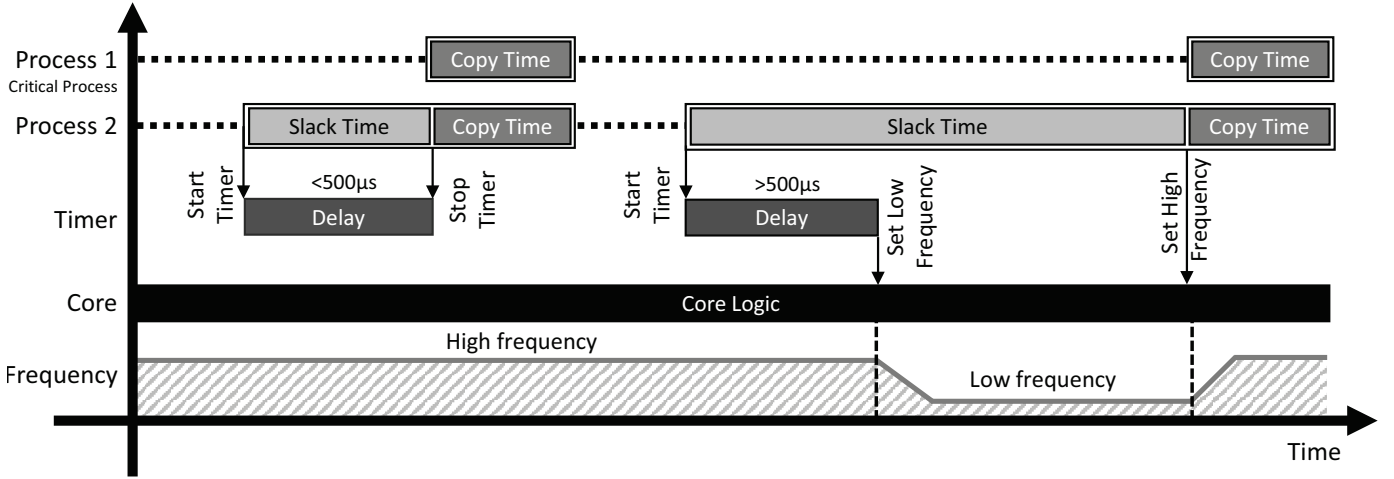 Process 1
Copy Time
Copy Time
Critical Process
Process 2
Slack Time
Copy Time
Slack Time
Copy Time
Start
Timer
<500µs
Stop
Timer
Start
Timer
>500µs
Set Low
Frequency
Set High
Frequency
Timer
Delay
Delay
Core
Core Logic
High frequency
Frequency
Low frequency
Time